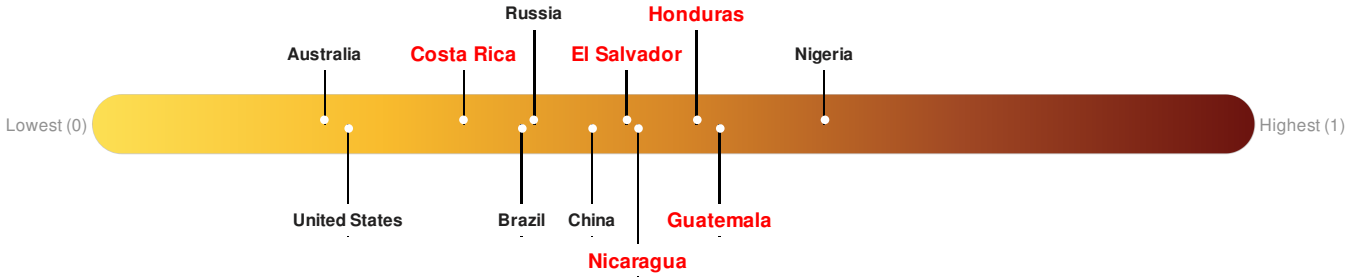 Russia
Honduras
Australia
Costa Rica
El Salvador
Nigeria
Lowest (0)
Highest (1)
United States
Brazil
China
Guatemala
Nicaragua